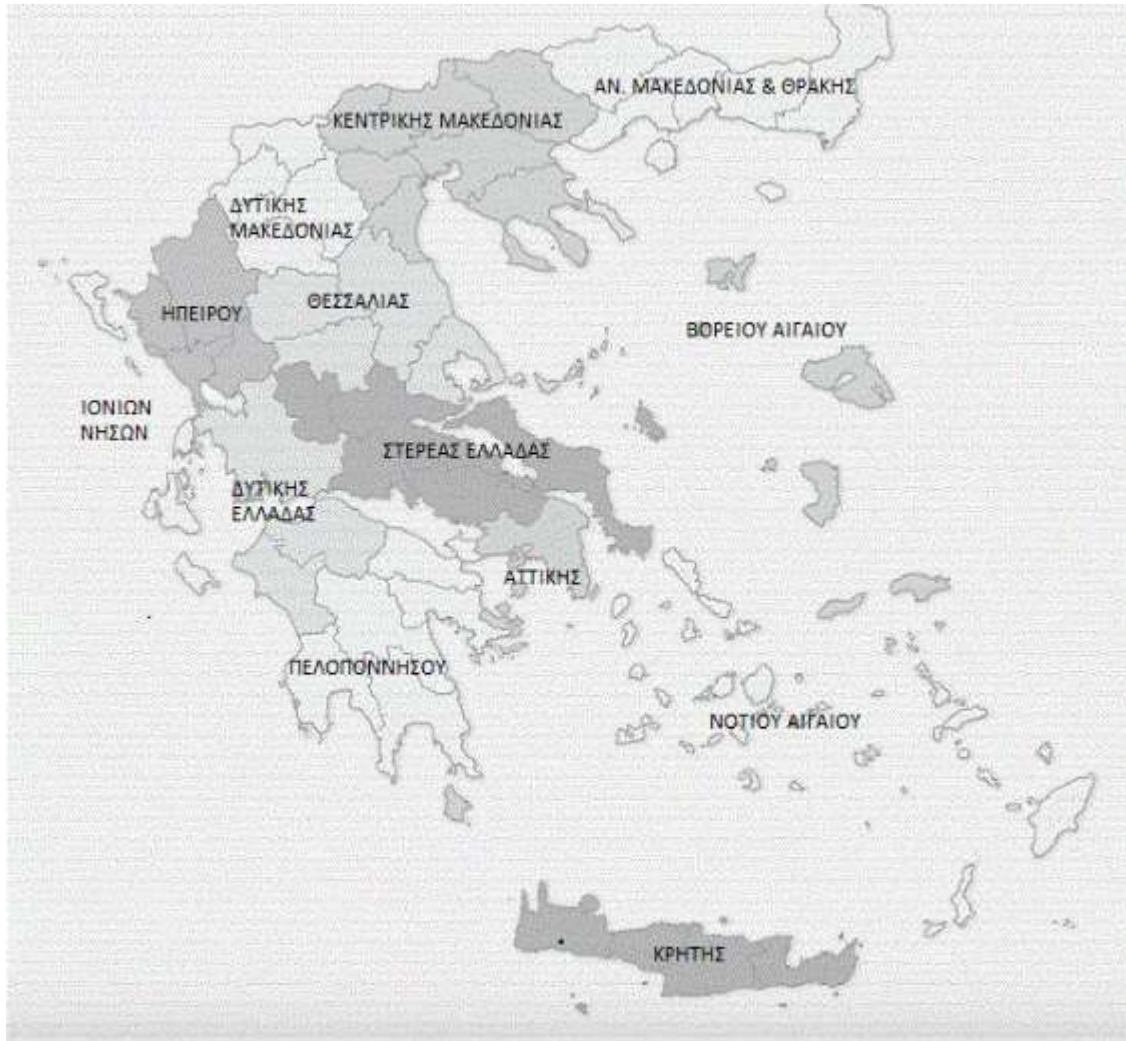 ΑΝ. ΜΑΚΕΔΟΝΙΑΣ & ΘΡΑΚΗΣ
ΚΕΝΤΡΙΚΗΣ ΜΑΚΕΔΟΝΙΑΣ
ΔΥΤΙΚΗΣ
ΜΑΚΕΔΟΝΙΑΣ
ΘΕΣΣΑΛΙΑΣ
ΗΠΕΙΡΟΥ
ΒΟΡΕΙΟΥ ΑΙΓΑΙΟΥ
ΙΟΝΙΩΝ
ΝΗΣΩΝ
ΣΤΕΡΕΑΣ ΕΛΛΑΔΑΣ
ΔΥΤΙΚΗΣ
ΕΛΛΑΔΑΣ
ΑΤΤΙΚΗΣ
ΠΕΛΟΠΟΝΝΗΣΟΥ
ΝΟΤΙΟΥ ΑΙΓΑΙΟΥ
ΚΡΗΤΗΣ